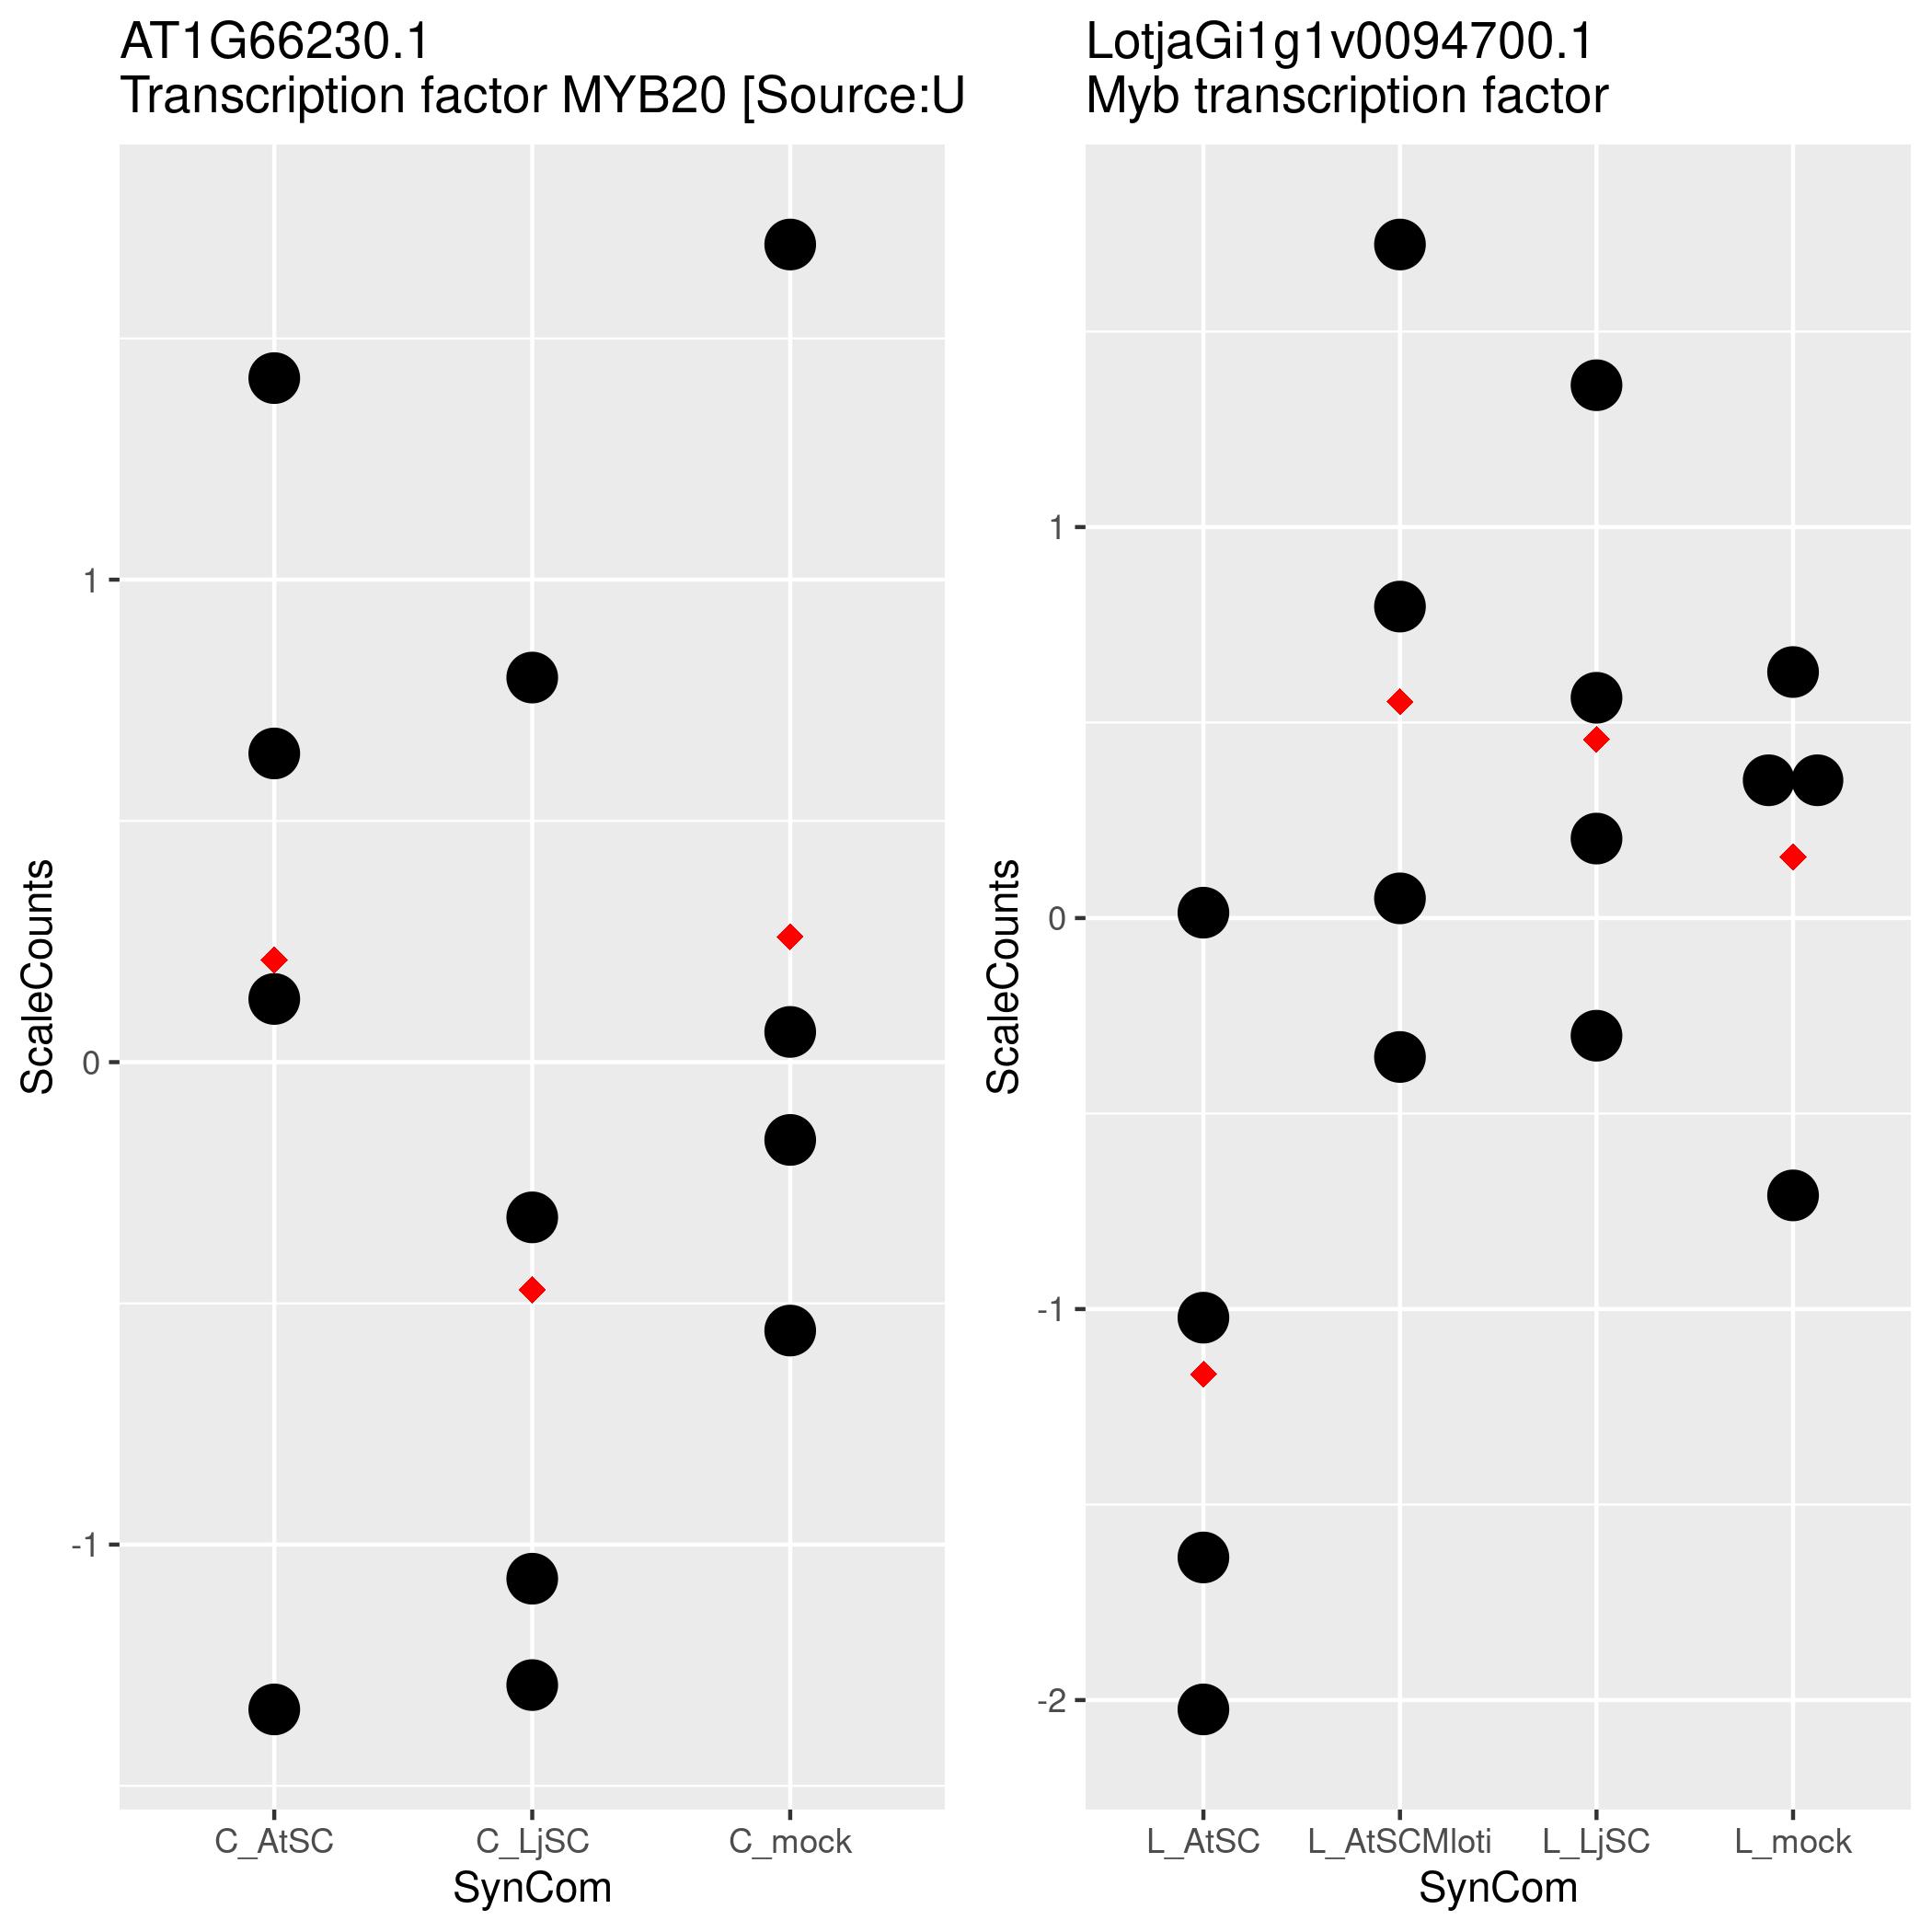 AT1G66230.1
Transcription factor MYB20 [Source:U
ScaleCounts
1
0
-1
C_AtSC C_LjSC C_mock
SynCom
LotjaGi1g1v0094700.1
Myb transcription factor
ScaleCounts
1
0
-1
-2
L_AtSC L_AtSCMloti L_LjSC L_mock
SynCom